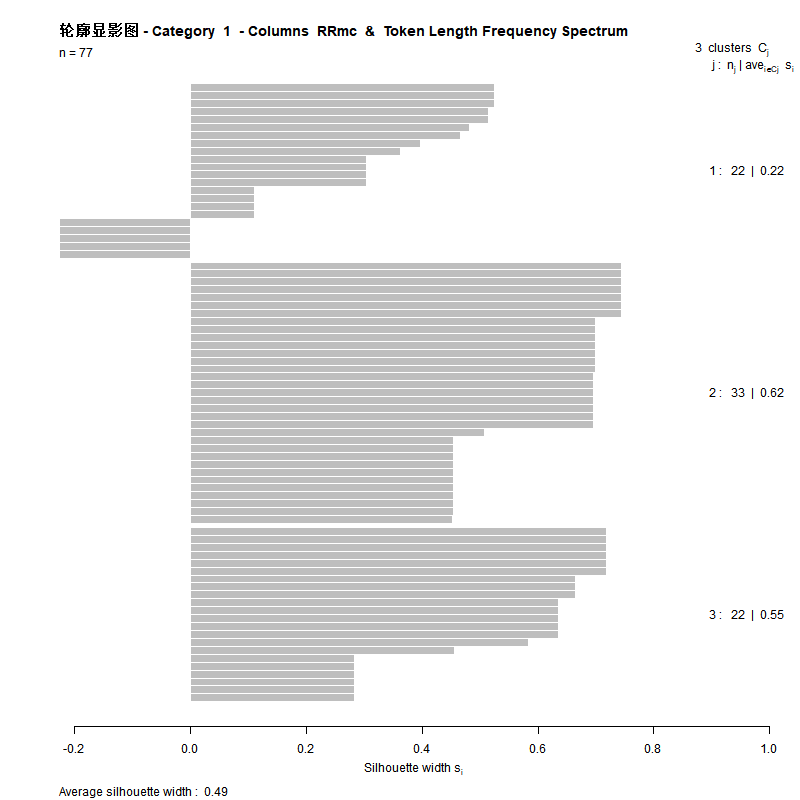 轮廓显影图 - Category 1 - Columns RRmc & Token Length Frequency Spectrum
n = 77
3 clusters Cj
j : nj | avei∈Cj si
1 : 22 | 0.22
2 : 33 | 0.62
3 : 22 | 0.55
-0.2 0.0 0.2 0.4 0.6 0.8 1.0
Silhouette width si
Average silhouette width : 0.49